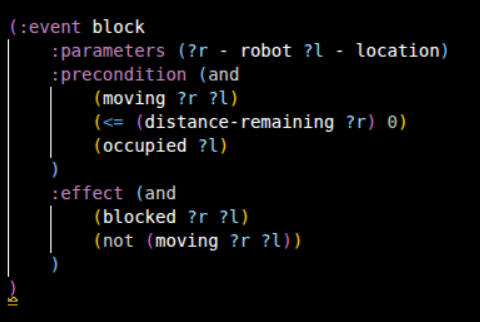 (:event block
    :parameters (?r - robot ?l - location)
    :precondition (and
        (moving ?r ?l)
        (<= (distance-remaining ?r) 0)
        (occupied ?l)
    )
    :effect (and
        (blocked ?r ?l)
        (not (moving ?r ?l))
    )
)